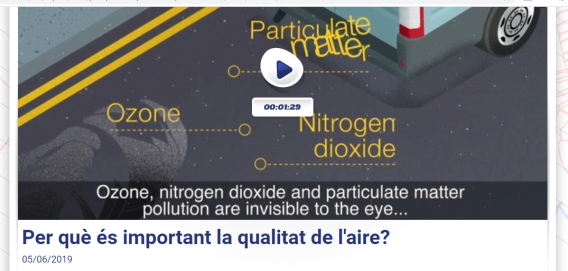 Particulate
matter
00:01:29
Ozone
Nitrogen
dioxide
Ozone, nitrogen dioxide and particulate matter
pollution are invisible to the eye...
Per què és important la qualitat de l'aire?
05/06/2019